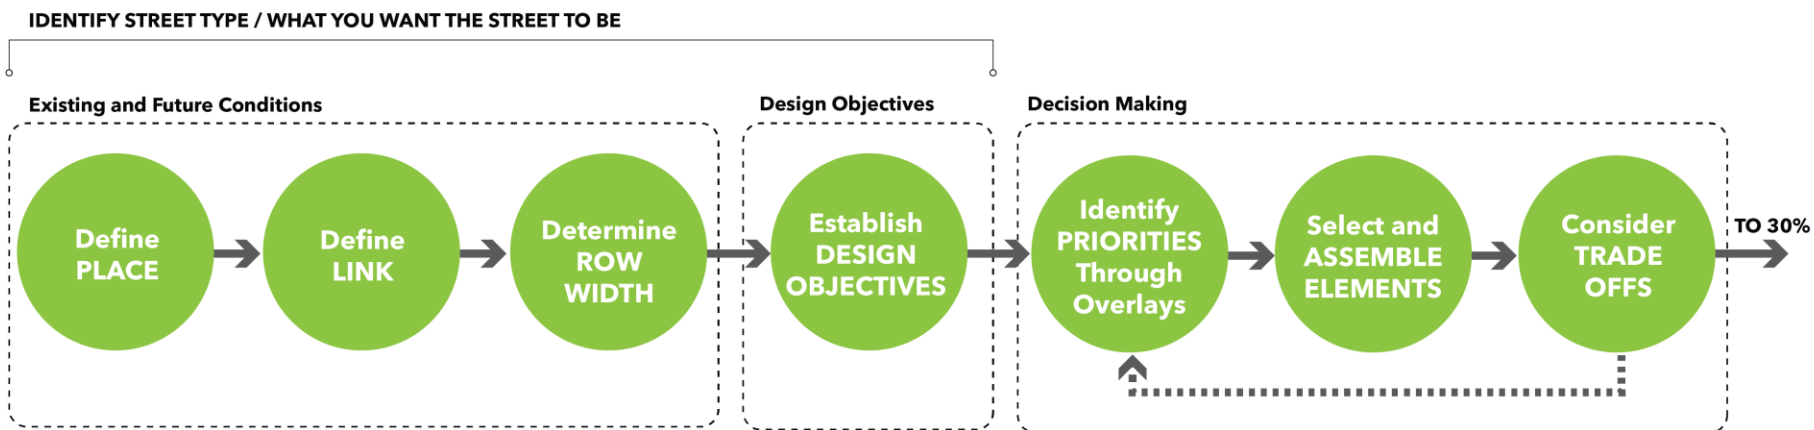 IDENTIFY STREET TYPE / WHAT YOU WANT THE STREET TO BE
Existing and Future Conditions
Define
PLACE
Define
LINK
Determine
ROW
WIDTH
Design Objectives
Establish
DESIGN
OBJECTIVES
Decision Making
Identify
PRIORITIES
Through
Overlays
Select and
ASSEMBLE
ELEMENTS
Consider
TRADE
OFFS
TO 30%